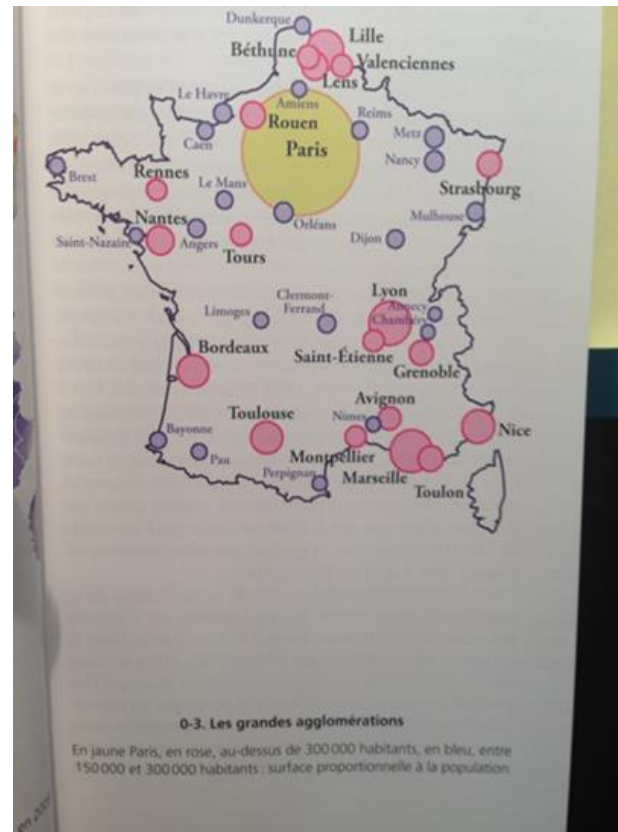 Dunkerque
Lille
Béthune
Valenciennes
Lens
Le Havre
Amiens
Rouen
Reims
Caen
Paris
Metz
Nancy
Brest
Rennes
Strasbourg
Le Mans
Mulhouse
Nantes
Orléans
Saint-Nazaire
Angers
Dijon
Tours
Lyon
Clermont-
Ferrand
Annecy
Limoges
Chambéry
Bordeaux
Saint-Étienne
Grenoble
Avignon
Toulouse
Nimes
Nice
Bayonne
Pau
Montpellier
Perpignan
Marseille
Toulon
0-3. Les grandes agglomérations
En jaune Paris, en rose, au-dessus de 300 000 habitants, en bleu, entre
150 000 et 300 000 habitants : surface proportionnelle à la population